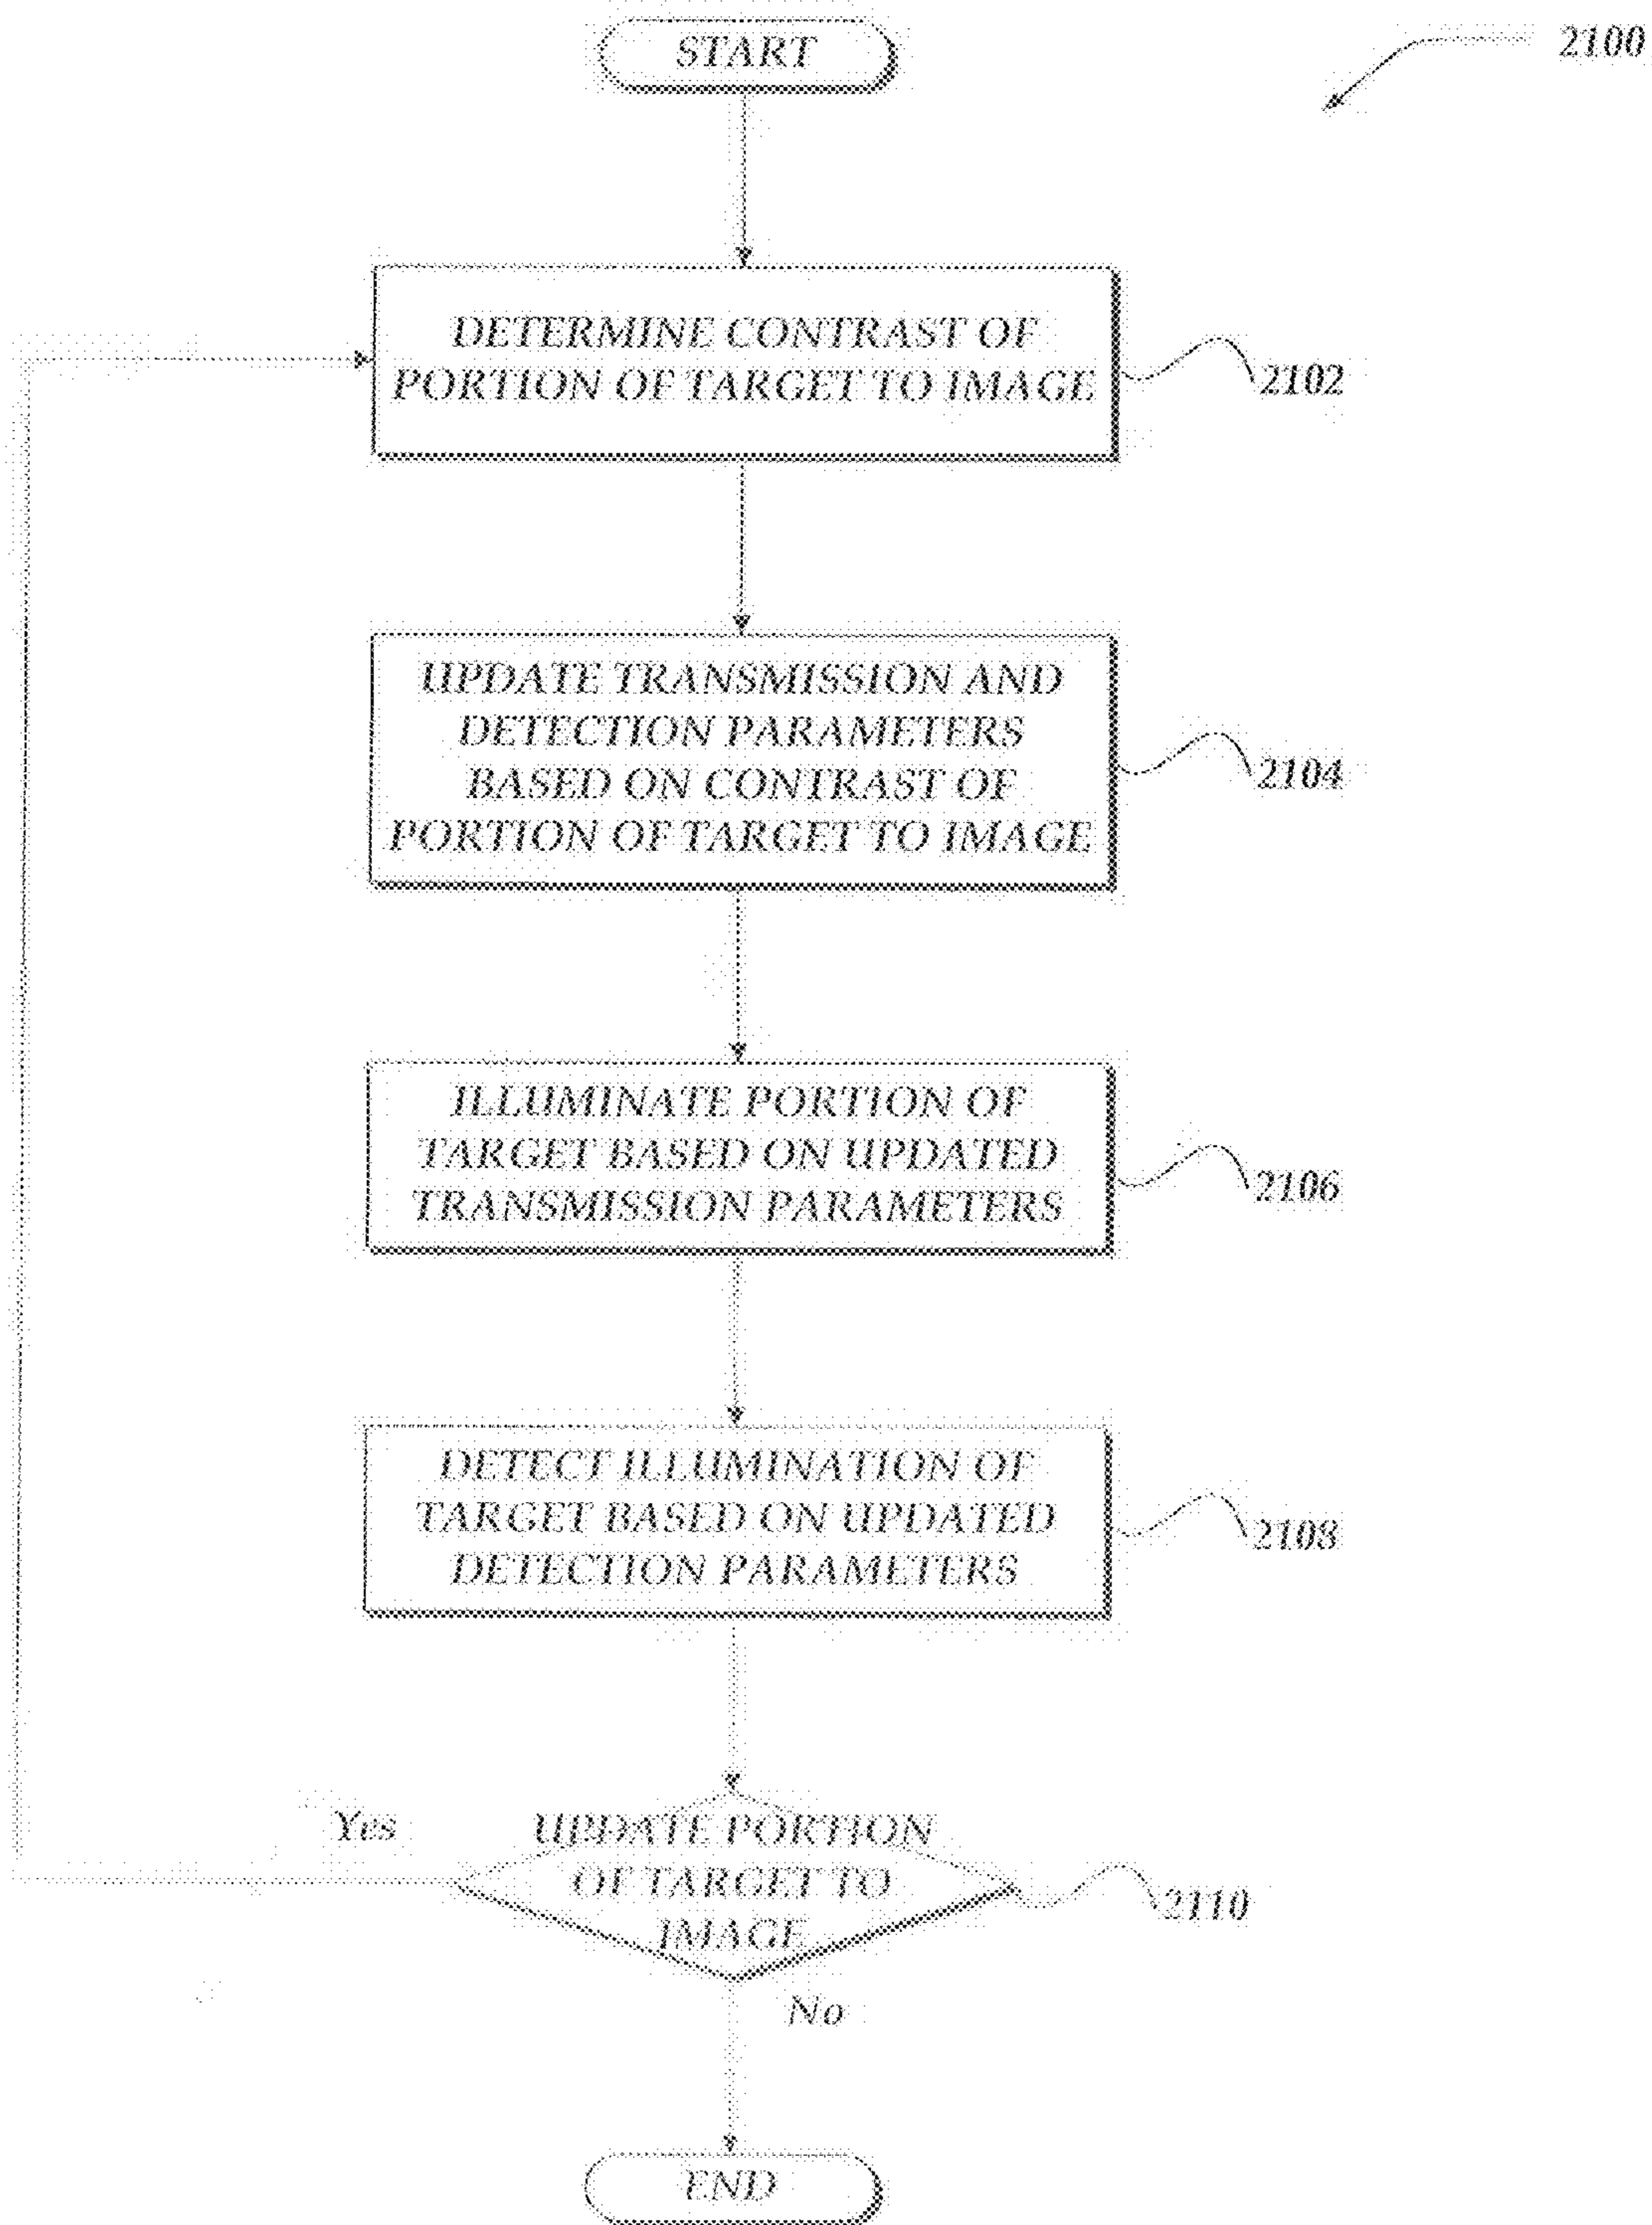 START
2100
DETERMINE CONTRAST OF
PORTION OF TARGET TO IMAGE
2102
UPDATE TRANSMISSION AND
DETECTION PARAMETERS
BASED ON CONTRAST OF
PORTION OF TARGET TO IMAGE
2104
ILLUMINATE PORTION OF
TARGET BASED ON UPDATED
TRANSMISSION PARAMETERS
2106
DETECT ILLUMINATION OF
TARGET BASED ON UPDATED
DETECTION PARAMETERS
2108
Yes
UPDATE PORTION
OF TARGET TO
IMAGE
2110
No
END